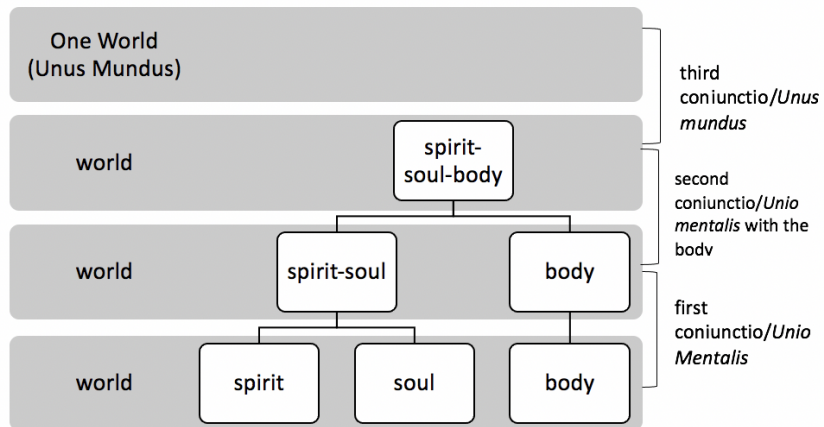 One World
(Unus Mundus)
third
coniunctio/Unus
mundus
world
spirit-
soul-body
second
coniunctio/Unio
mentalis with the
body
world
spirit-soul
body
first
coniunctio/Unio
Mentalis
world
spirit
soul
body